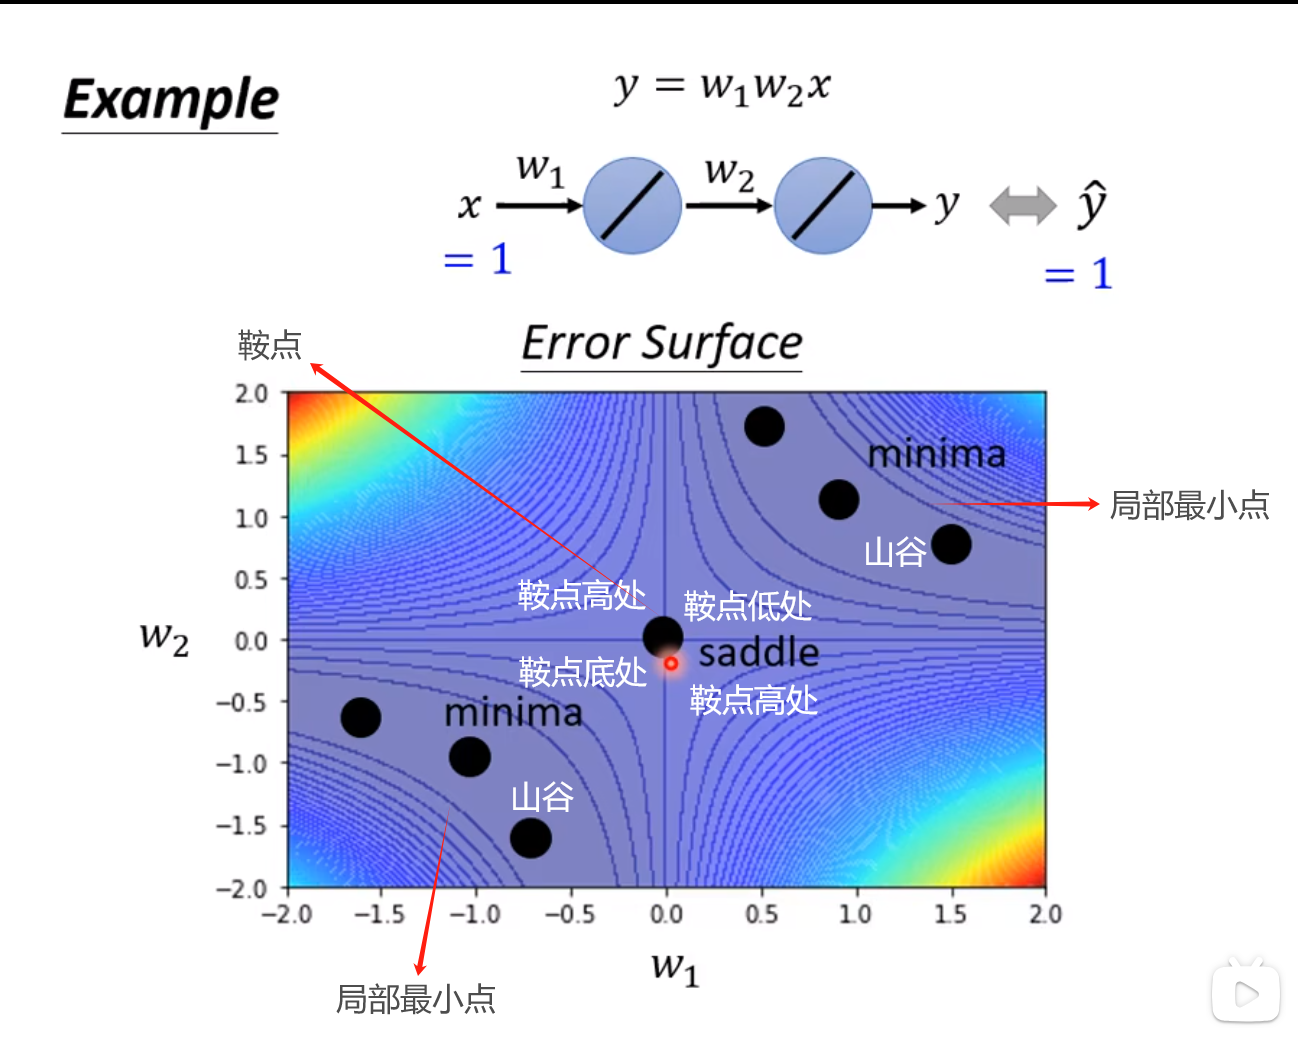 Example
y = w₁w₂x
w₁
w₂
x
y
ŷ
= 1
= 1
鞍点
Error Surface
2.0
1.5
minima
1.0
局部最小点
山谷
0.5
鞍点高处
鞍点低处
w₂
0.0
saddle
鞍点底处
−0.5
鞍点高处
minima
−1.0
山谷
−1.5
−2.0
−2.0 −1.5 −1.0 −0.5 0.0 0.5 1.0 1.5 2.0
w₁
局部最小点